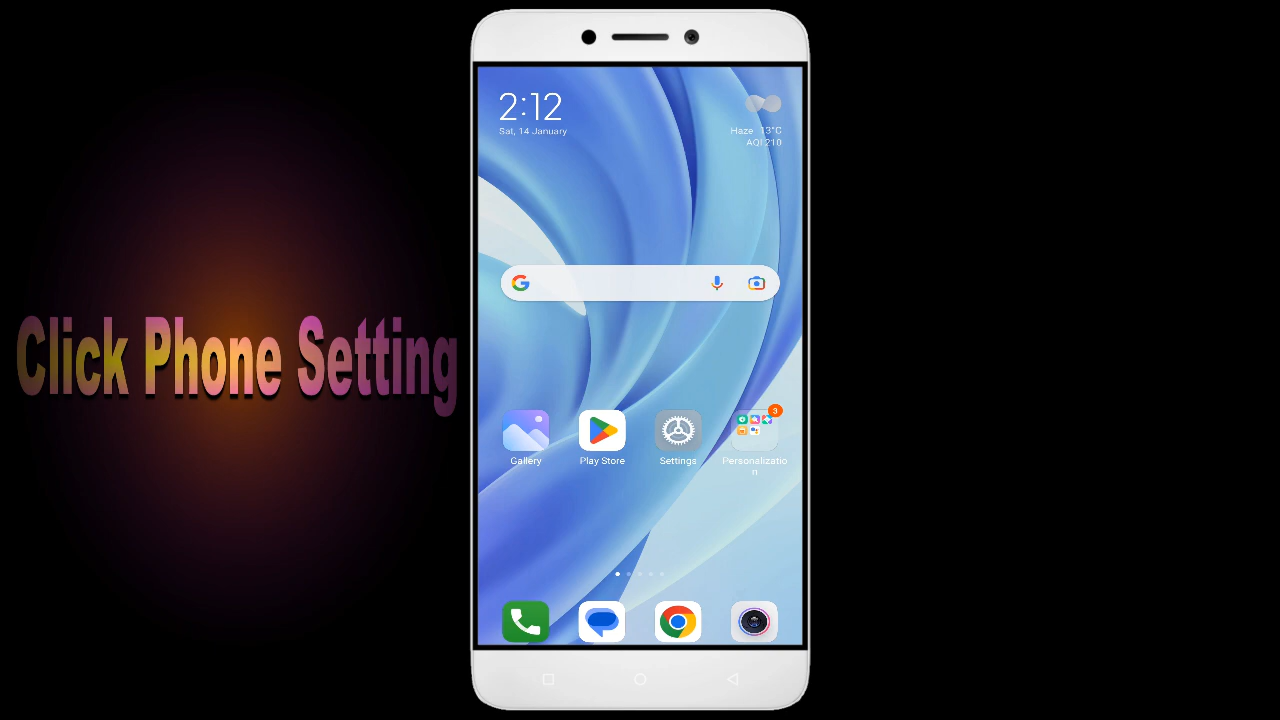 Click Phone Setting
2:12
Sat, 14 January
Haze 13°C
AQI 210
G
Gallery
Play Store
Settings
3
Personalizatio
n